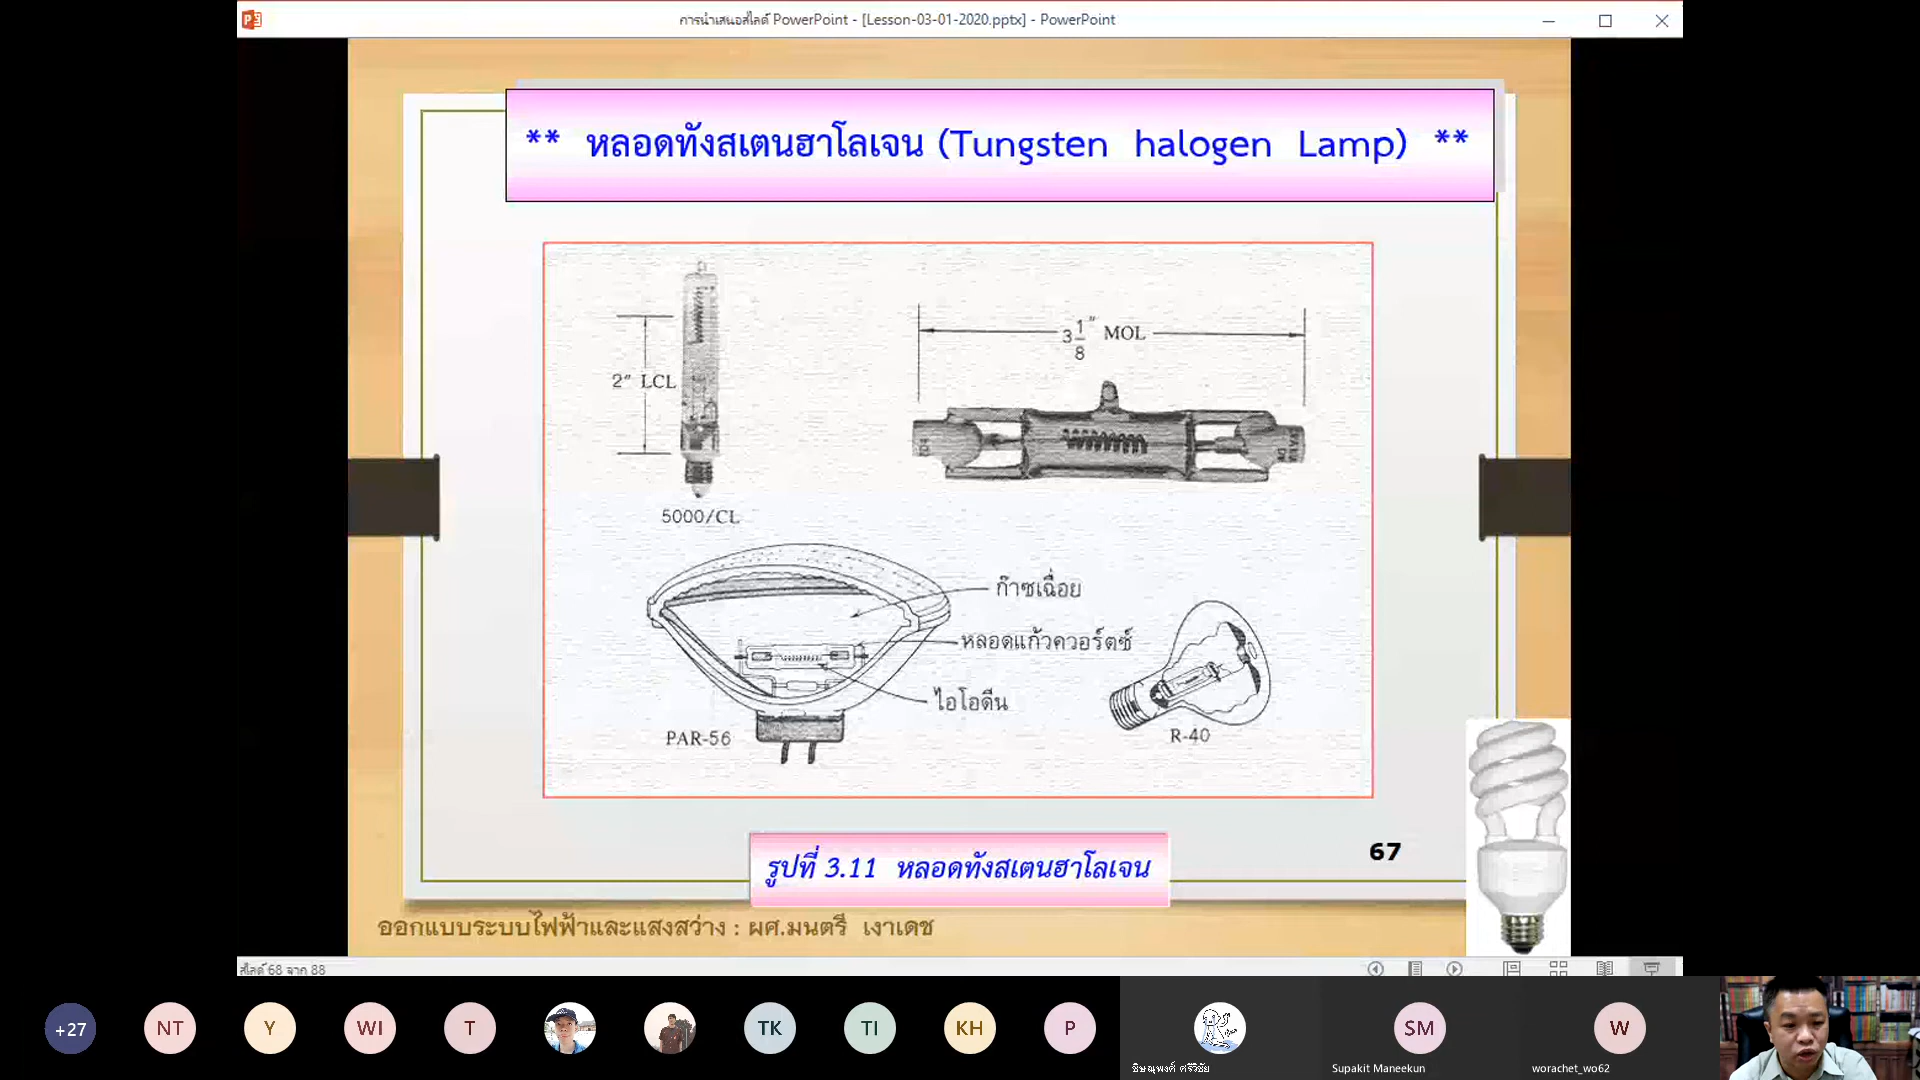 การนำเสนอสไลด์ PowerPoint - [Lesson-03-01-2020.pptx] - PowerPoint
** หลอดทังสเตนฮาโลเจน (Tungsten halogen Lamp) **
3 1/8" MOL
2" LCL
5000/CL
ก๊าซเฉื่อย
หลอดแก้วควอร์ตซ์
ไอโอดีน
PAR-56
R-40
67
รูปที่ 3.11 หลอดทังสเตนฮาโลเจน
ออกแบบระบบไฟฟ้าและแสงสว่าง : ผศ.มนตรี เงาเดช
สไลด์ 68 จาก 88
+27
NT
Y
WI
T
TK
TI
KH
P
SM
W
Supakit Maneekun
worachet_wo62